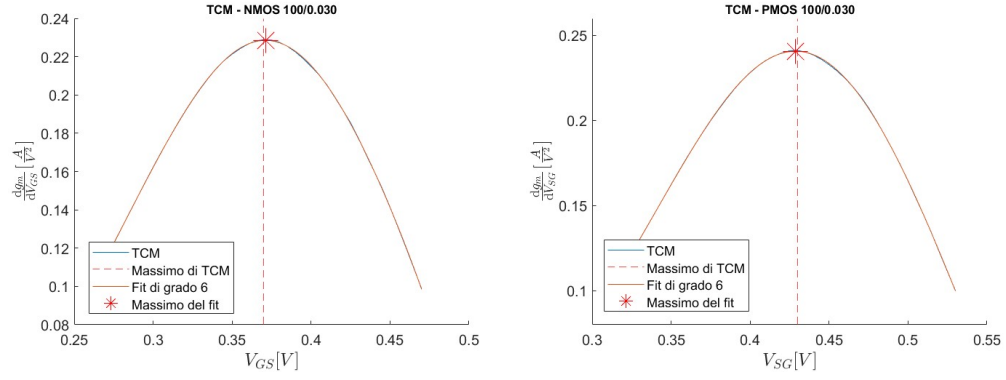 TCM - NMOS 100/0.030
0.24
0.22
0.2
0.18
0.16
0.14
0.12
0.1
0.08
dg_m/dV_GS [A/V²]
TCM
Massimo di TCM
Fit di grado 6
Massimo del fit
0.25
0.3
0.35
0.4
0.45
0.5
V_GS[V]
TCM - PMOS 100/0.030
0.25
0.2
0.15
0.1
dg_m/dV_SG [A/V²]
TCM
Massimo di TCM
Fit di grado 6
Massimo del fit
0.3
0.35
0.4
0.45
0.5
0.55
V_SG[V]